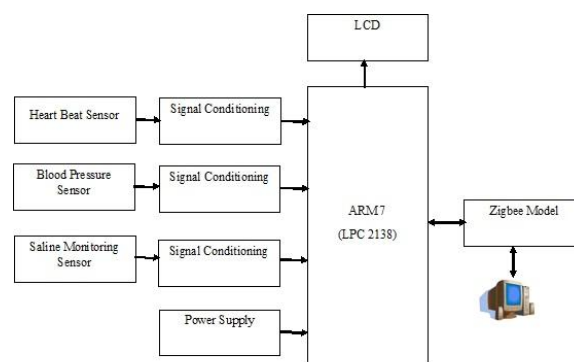 LCD
Heart Beat Sensor
Signal Conditioning
Blood Pressure
Sensor
Signal Conditioning
ARM7
(LPC 2138)
Zigbee Model
Saline Monitoring
Sensor
Signal Conditioning
Power Supply